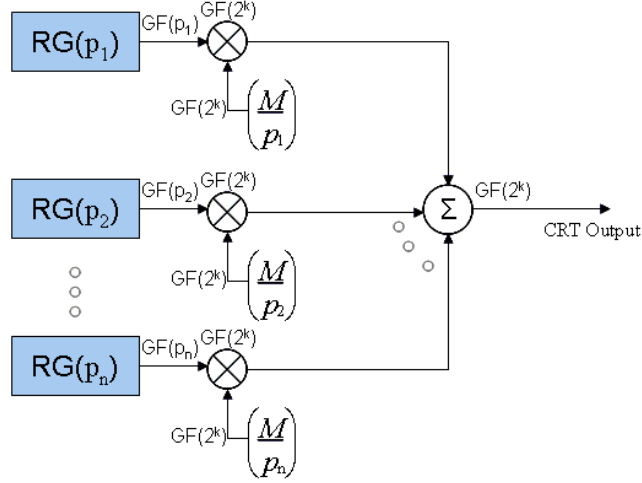 RG(p₁)
GF(p₁)
GF(2ᵏ)
GF(2ᵏ)
(M/p₁)
RG(p₂)
GF(p₂)
GF(2ᵏ)
Σ
GF(2ᵏ)
CRT Output
GF(2ᵏ)
(M/p₂)
RG(pₙ)
GF(pₙ)
GF(2ᵏ)
GF(2ᵏ)
(M/pₙ)